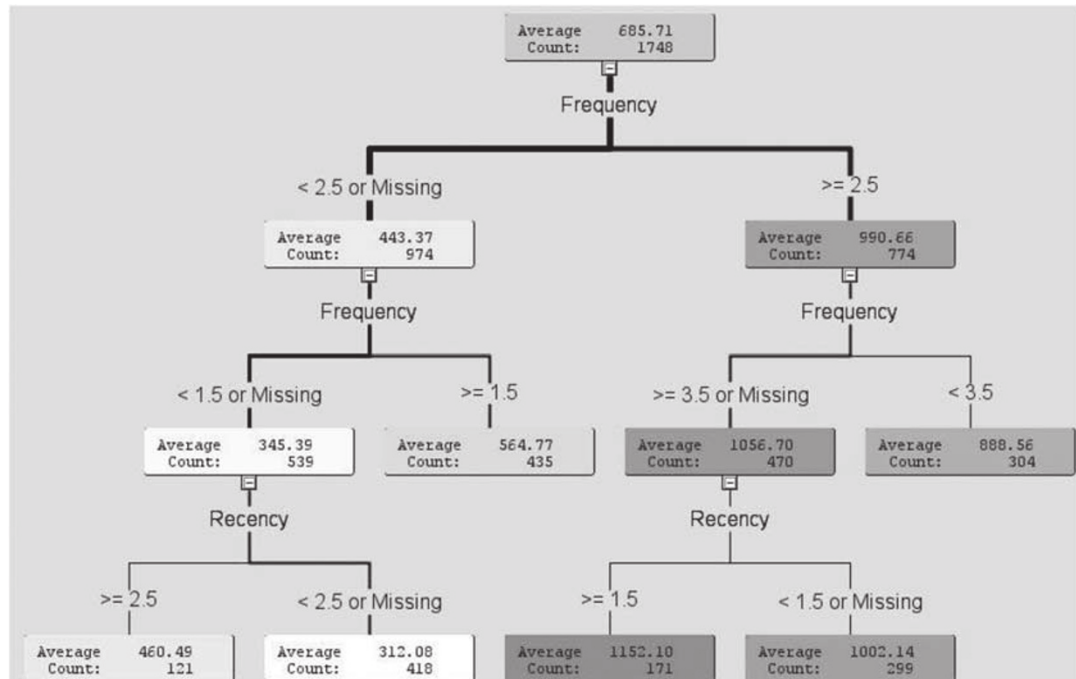 Average 685.71
Count: 1748
Frequency
< 2.5 or Missing
>= 2.5
Average 443.37
Count: 974
Average 990.66
Count: 774
Frequency
Frequency
< 1.5 or Missing
>= 1.5
>= 3.5 or Missing
< 3.5
Average 345.39
Count: 539
Average 564.77
Count: 435
Average 1056.70
Count: 470
Average 888.56
Count: 304
Recency
Recency
>= 2.5
< 2.5 or Missing
>= 1.5
< 1.5 or Missing
Average 460.49
Count: 121
Average 312.08
Count: 418
Average 1152.10
Count: 171
Average 1002.14
Count: 299